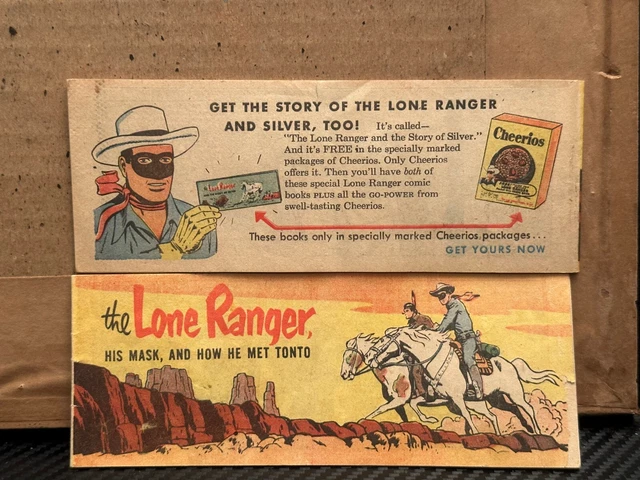 GET THE STORY OF THE LONE RANGER
AND SILVER, TOO! It's called—
"The Lone Ranger and the Story of Silver."
And it's FREE in the specially marked
packages of Cheerios. Only Cheerios
offers it. Then you'll have both of
these special Lone Ranger comic
books PLUS all the GO-POWER from
swell-tasting Cheerios.
Lone Ranger
Cheerios
These books only in specially marked Cheerios packages...
GET YOURS NOW
the Lone Ranger,
HIS MASK, AND HOW HE MET TONTO